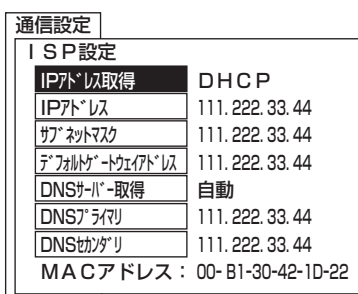 通信設定
ＩＳＰ設定
IPｱﾄﾞﾚｽ取得 ＤＨＣＰ
IPｱﾄﾞﾚｽ 111. 222. 33. 44
ｻﾌﾞﾈｯﾄﾏｽｸ 111. 222. 33. 44
ﾃﾞﾌｫﾙﾄｹﾞｰﾄｳｪｲｱﾄﾞﾚｽ 111. 222. 33. 44
DNSｻｰﾊﾞｰ取得 自動
DNSﾌﾟﾗｲﾏﾘ 111. 222. 33. 44
DNSｾｶﾝﾀﾞﾘ 111. 222. 33. 44
ＭＡＣアドレス： 00- B1-30-42-1D-22